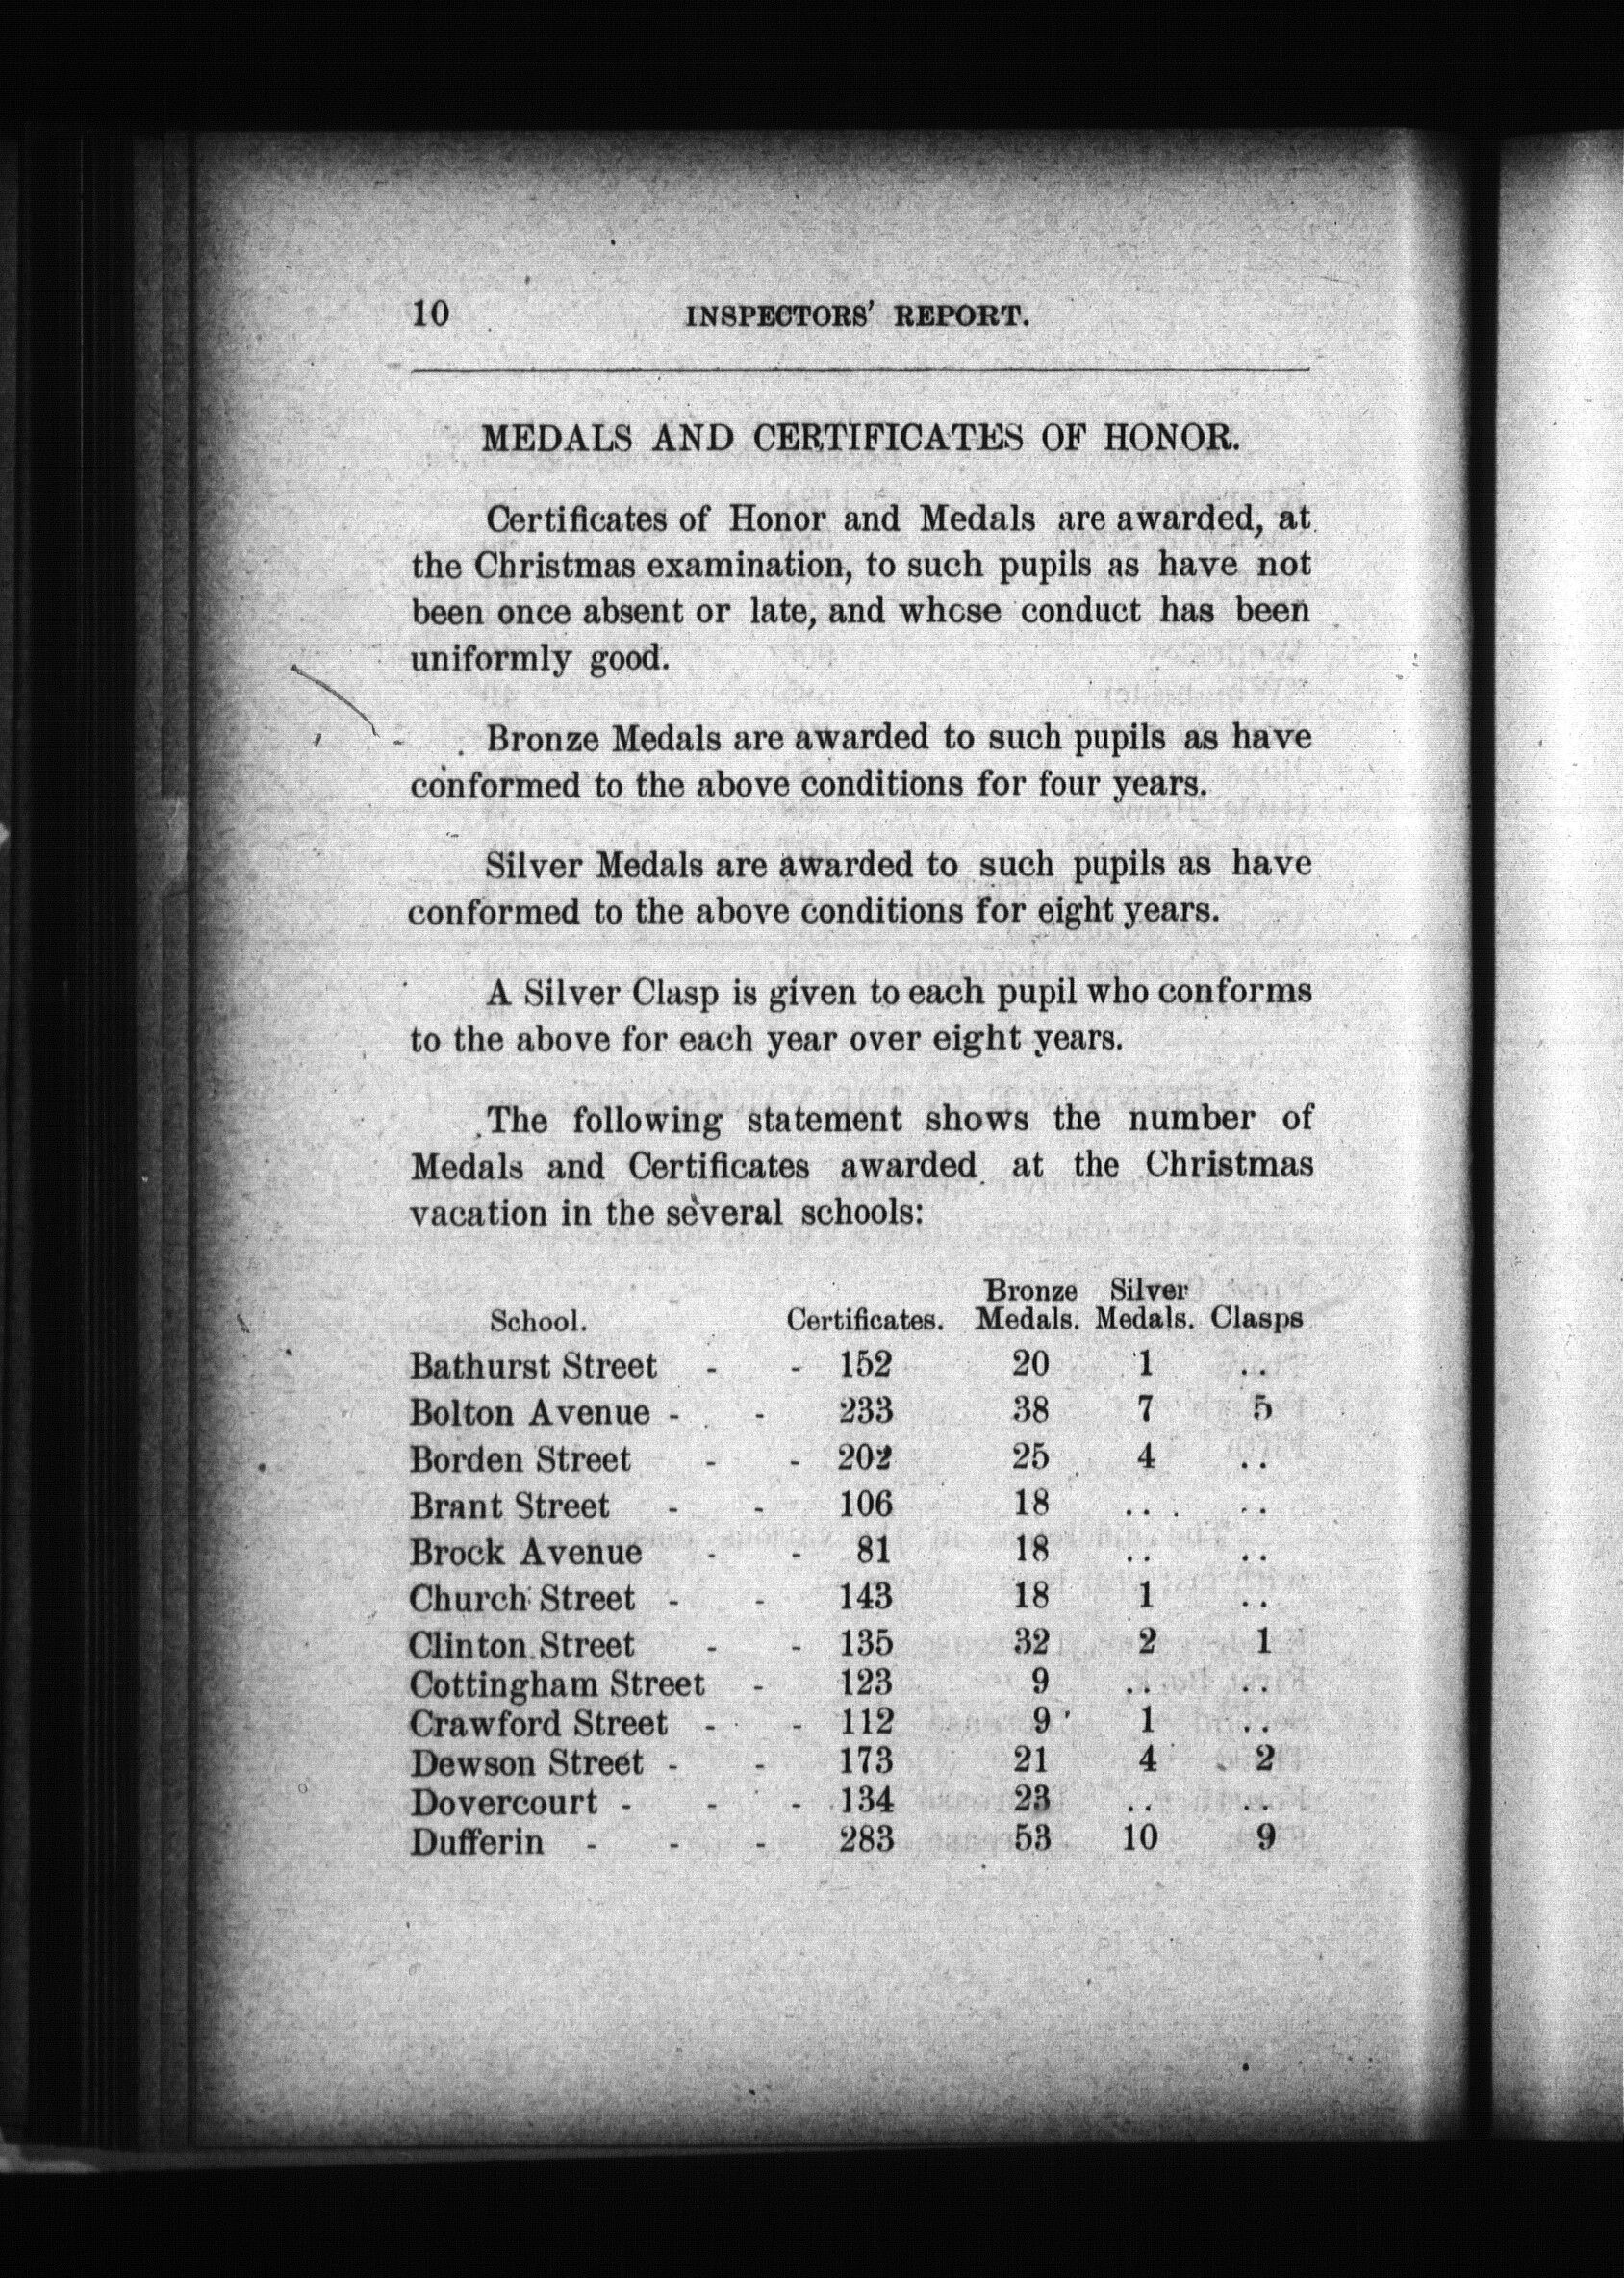 10 INSPECTORS' REPORT.
MEDALS AND CERTIFICATES OF HONOR.
Certificates of Honor and Medals are awarded, at
the Christmas examination, to such pupils as have not
been once absent or late, and whose conduct has been
uniformly good.
Bronze Medals are awarded to such pupils as have
conformed to the above conditions for four years.
Silver Medals are awarded to such pupils as have
conformed to the above conditions for eight years.
A Silver Clasp is given to each pupil who conforms
to the above for each year over eight years.
The following statement shows the number of
Medals and Certificates awarded at the Christmas
vacation in the several schools:
Bronze Silver
School. Certificates. Medals. Medals. Clasps
Bathurst Street - - 152 20 1 ..
Bolton Avenue - - 233 38 7 5
Borden Street - - 202 25 4 ..
Brant Street - - 106 18 .. ..
Brock Avenue - - 81 18 .. ..
Church Street - - 143 18 1 ..
Clinton Street - - 135 32 2 1
Cottingham Street - 123 9 .. ..
Crawford Street - - 112 9 1 ..
Dewson Street - - 173 21 4 2
Dovercourt - - - 134 23 .. ..
Dufferin - - - 283 53 10 9